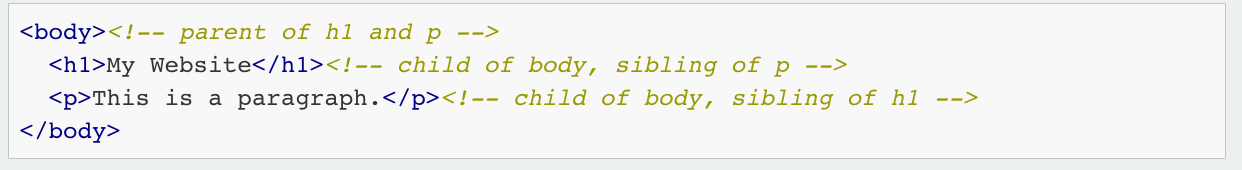 <body><!-- parent of h1 and p -->
  <h1>My Website</h1><!-- child of body, sibling of p -->
  <p>This is a paragraph.</p><!-- child of body, sibling of h1 -->
</body>